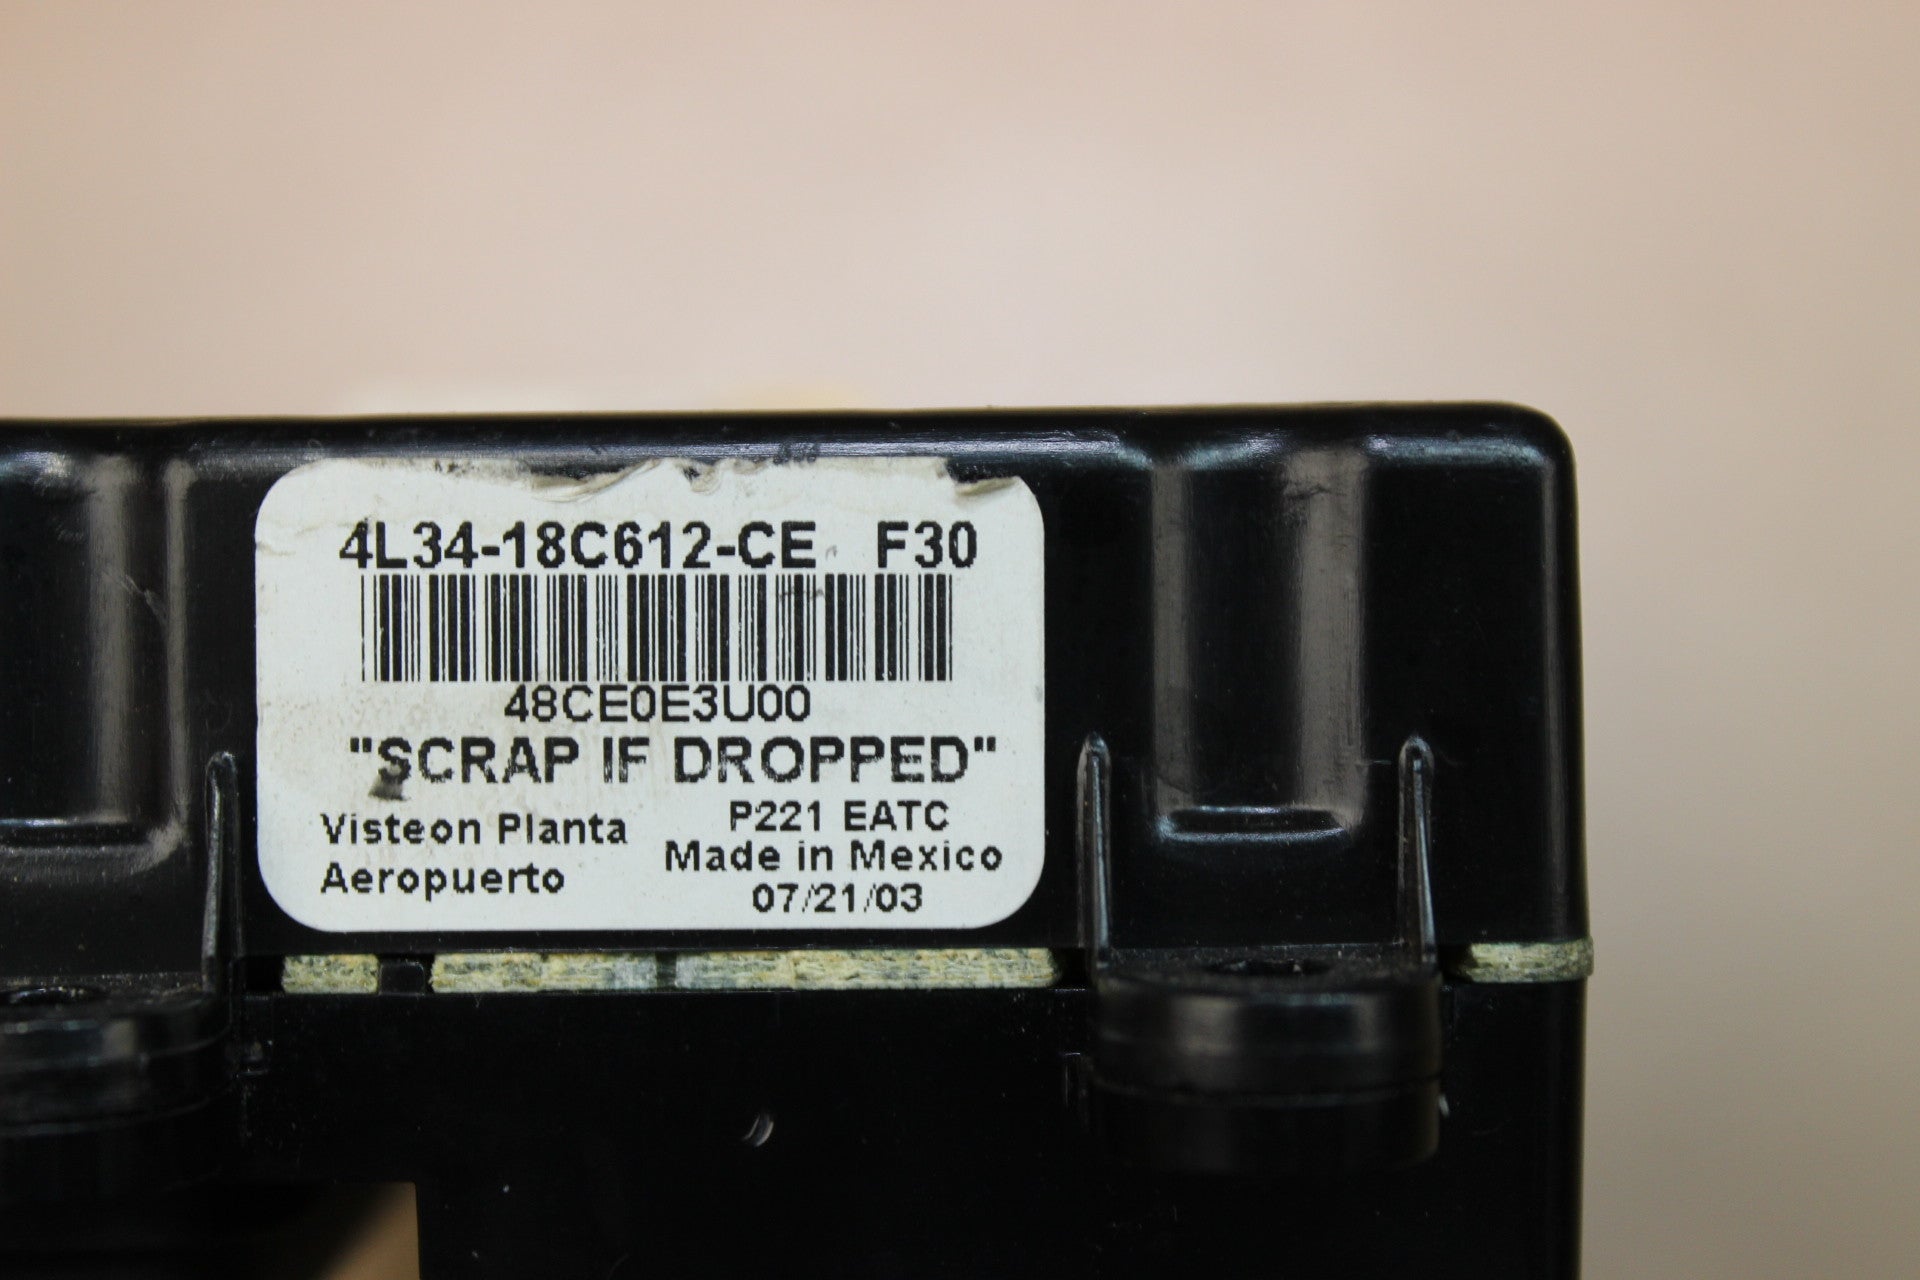 4L34-18C612-CE F30
48CE0E3U00
"SCRAP IF DROPPED"
Visteon Planta
Aeropuerto
P221 EATC
Made in Mexico
07/21/03